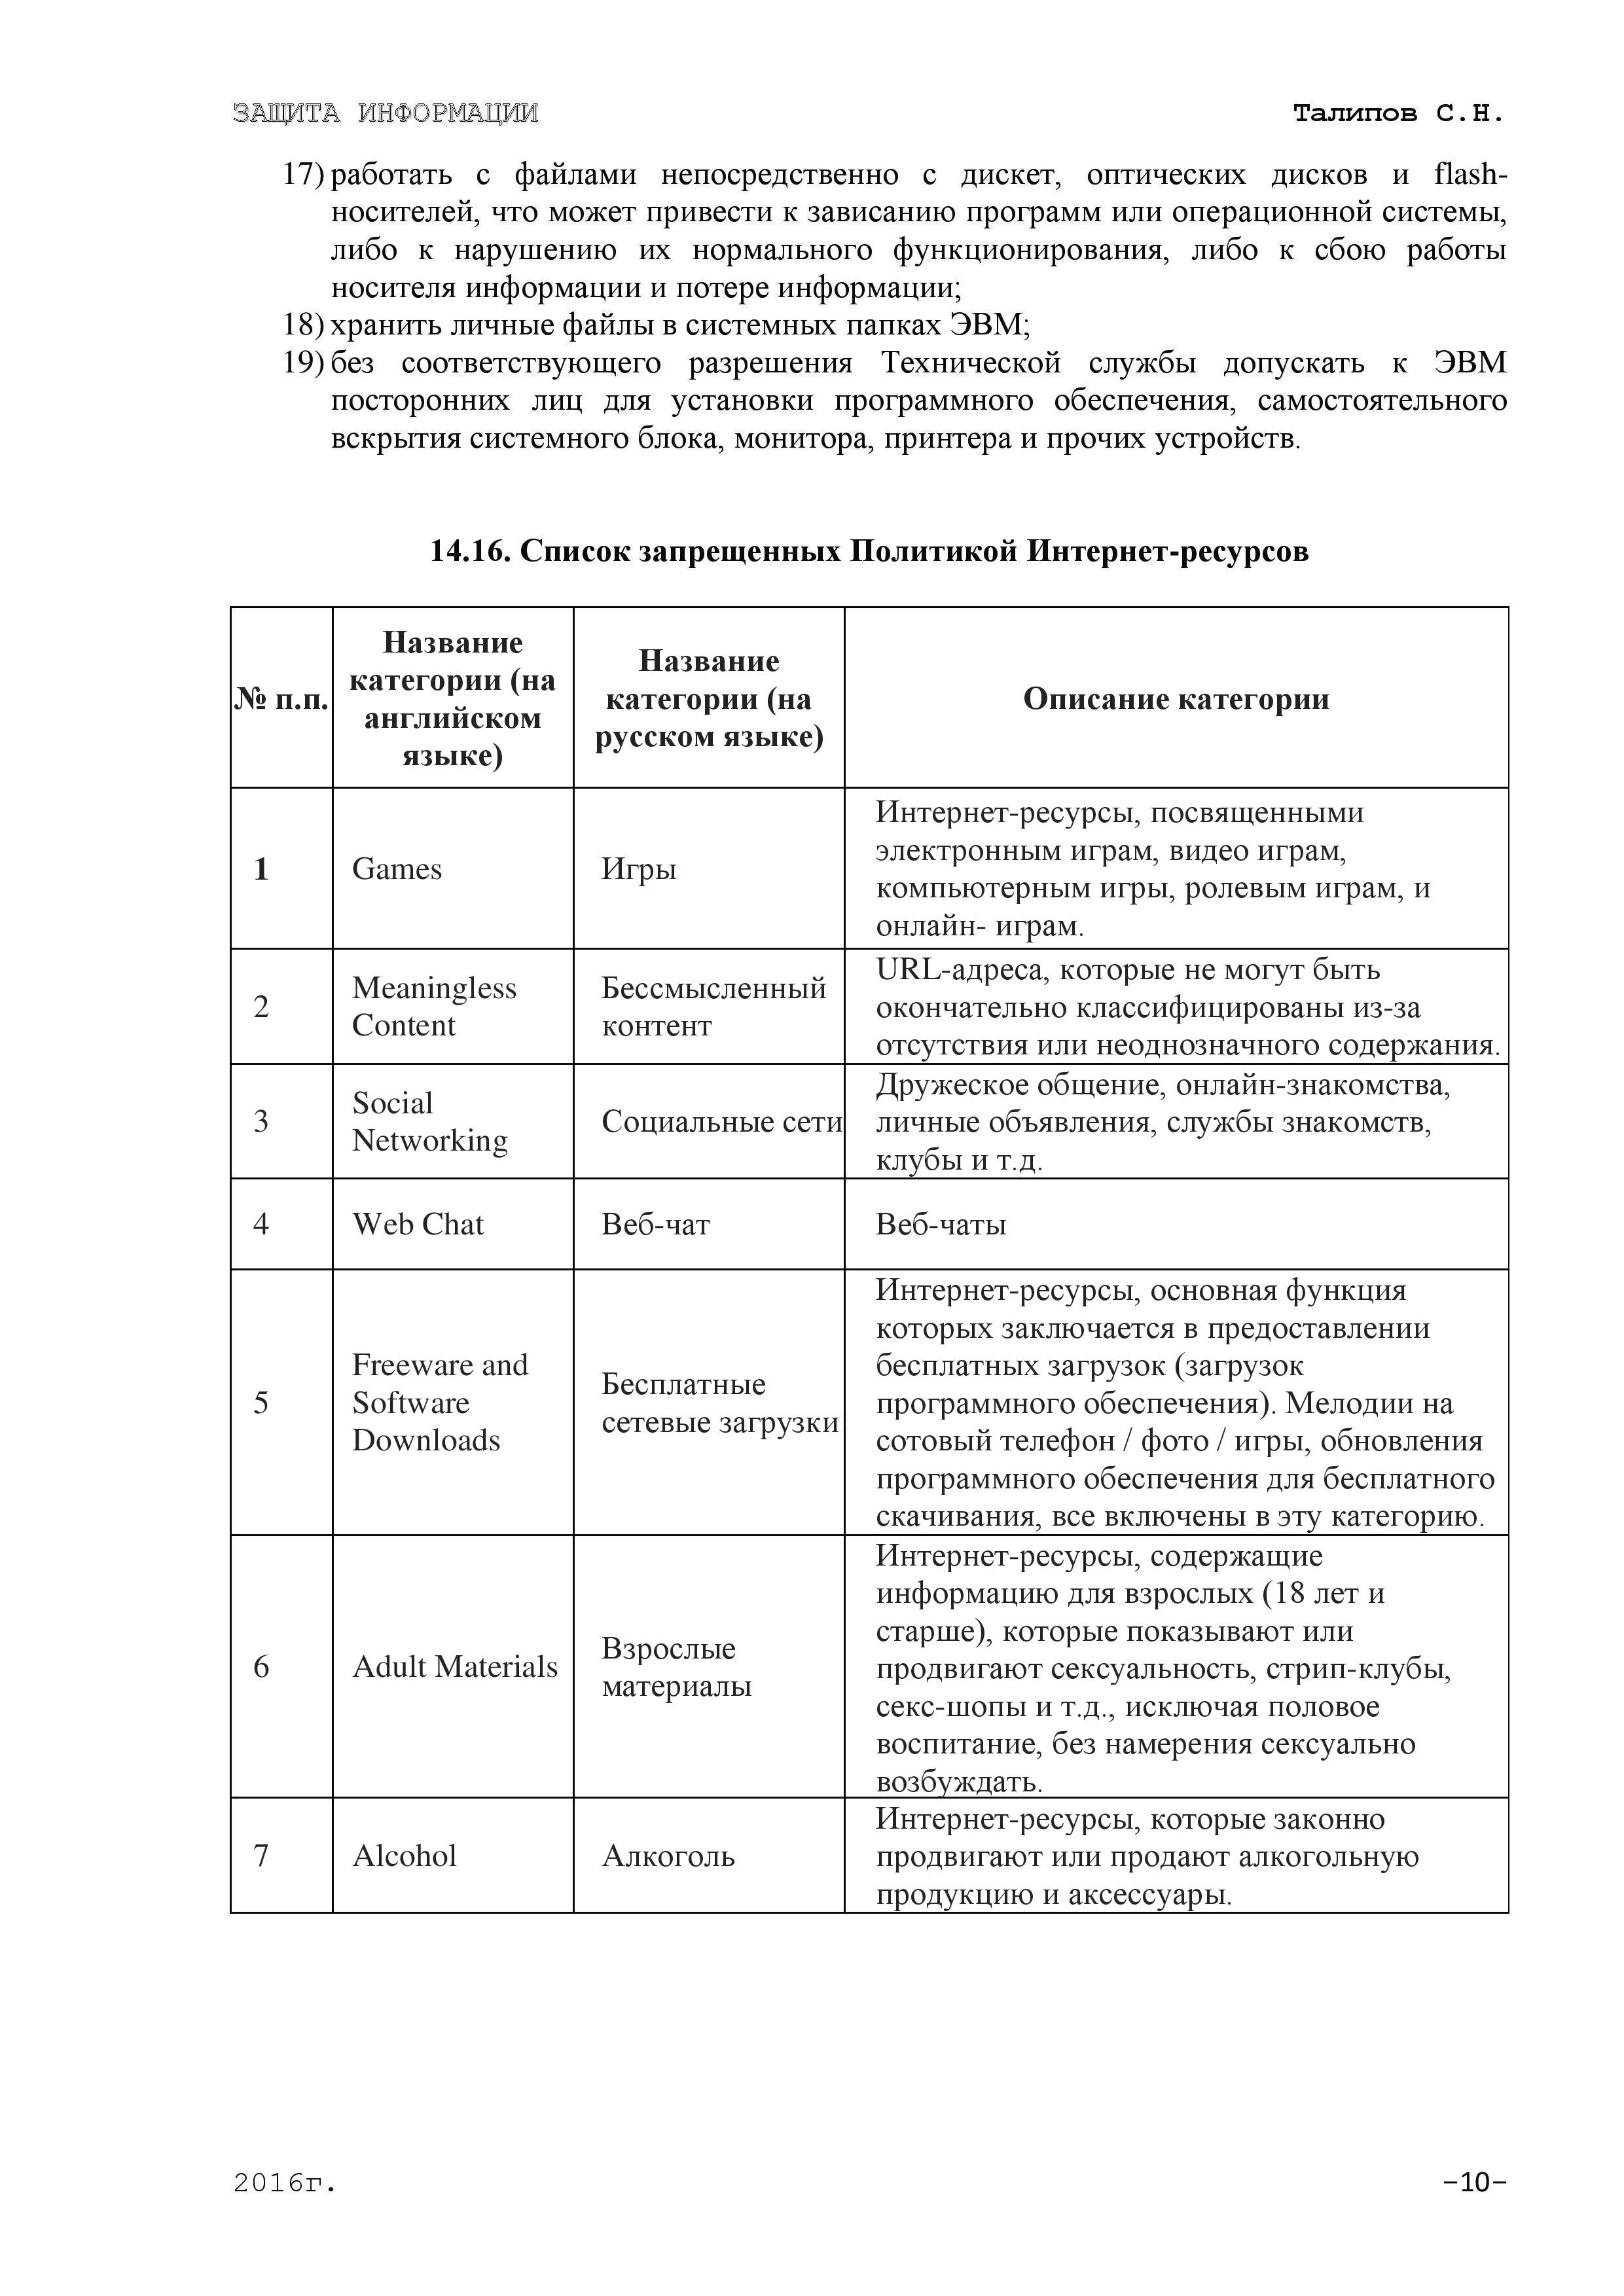 ЗАЩИТА ИНФОРМАЦИИ Талипов С.Н.
17) работать с файлами непосредственно с дискет, оптических дисков и flash-
носителей, что может привести к зависанию программ или операционной системы,
либо к нарушению их нормального функционирования, либо к сбою работы
носителя информации и потере информации;
18) хранить личные файлы в системных папках ЭВМ;
19) без соответствующего разрешения Технической службы допускать к ЭВМ
посторонних лиц для установки программного обеспечения, самостоятельного
вскрытия системного блока, монитора, принтера и прочих устройств.
14.16. Список запрещенных Политикой Интернет-ресурсов
№ п.п.
Название
категории (на
английском
языке)
Название
категории (на
русском языке)
Описание категории
1
Games
Игры
Интернет-ресурсы, посвященными
электронным играм, видео играм,
компьютерным игры, ролевым играм, и
онлайн- играм.
2
Meaningless
Content
Бессмысленный
контент
URL-адреса, которые не могут быть
окончательно классифицированы из-за
отсутствия или неоднозначного содержания.
3
Social
Networking
Социальные сети
Дружеское общение, онлайн-знакомства,
личные объявления, службы знакомств,
клубы и т.д.
4
Web Chat
Веб-чат
Веб-чаты
5
Freeware and
Software
Downloads
Бесплатные
сетевые загрузки
Интернет-ресурсы, основная функция
которых заключается в предоставлении
бесплатных загрузок (загрузок
программного обеспечения). Мелодии на
сотовый телефон / фото / игры, обновления
программного обеспечения для бесплатного
скачивания, все включены в эту категорию.
6
Adult Materials
Взрослые
материалы
Интернет-ресурсы, содержащие
информацию для взрослых (18 лет и
старше), которые показывают или
продвигают сексуальность, стрип-клубы,
секс-шопы и т.д., исключая половое
воспитание, без намерения сексуально
возбуждать.
7
Alcohol
Алкоголь
Интернет-ресурсы, которые законно
продвигают или продают алкогольную
продукцию и аксессуары.
2016г. -10-